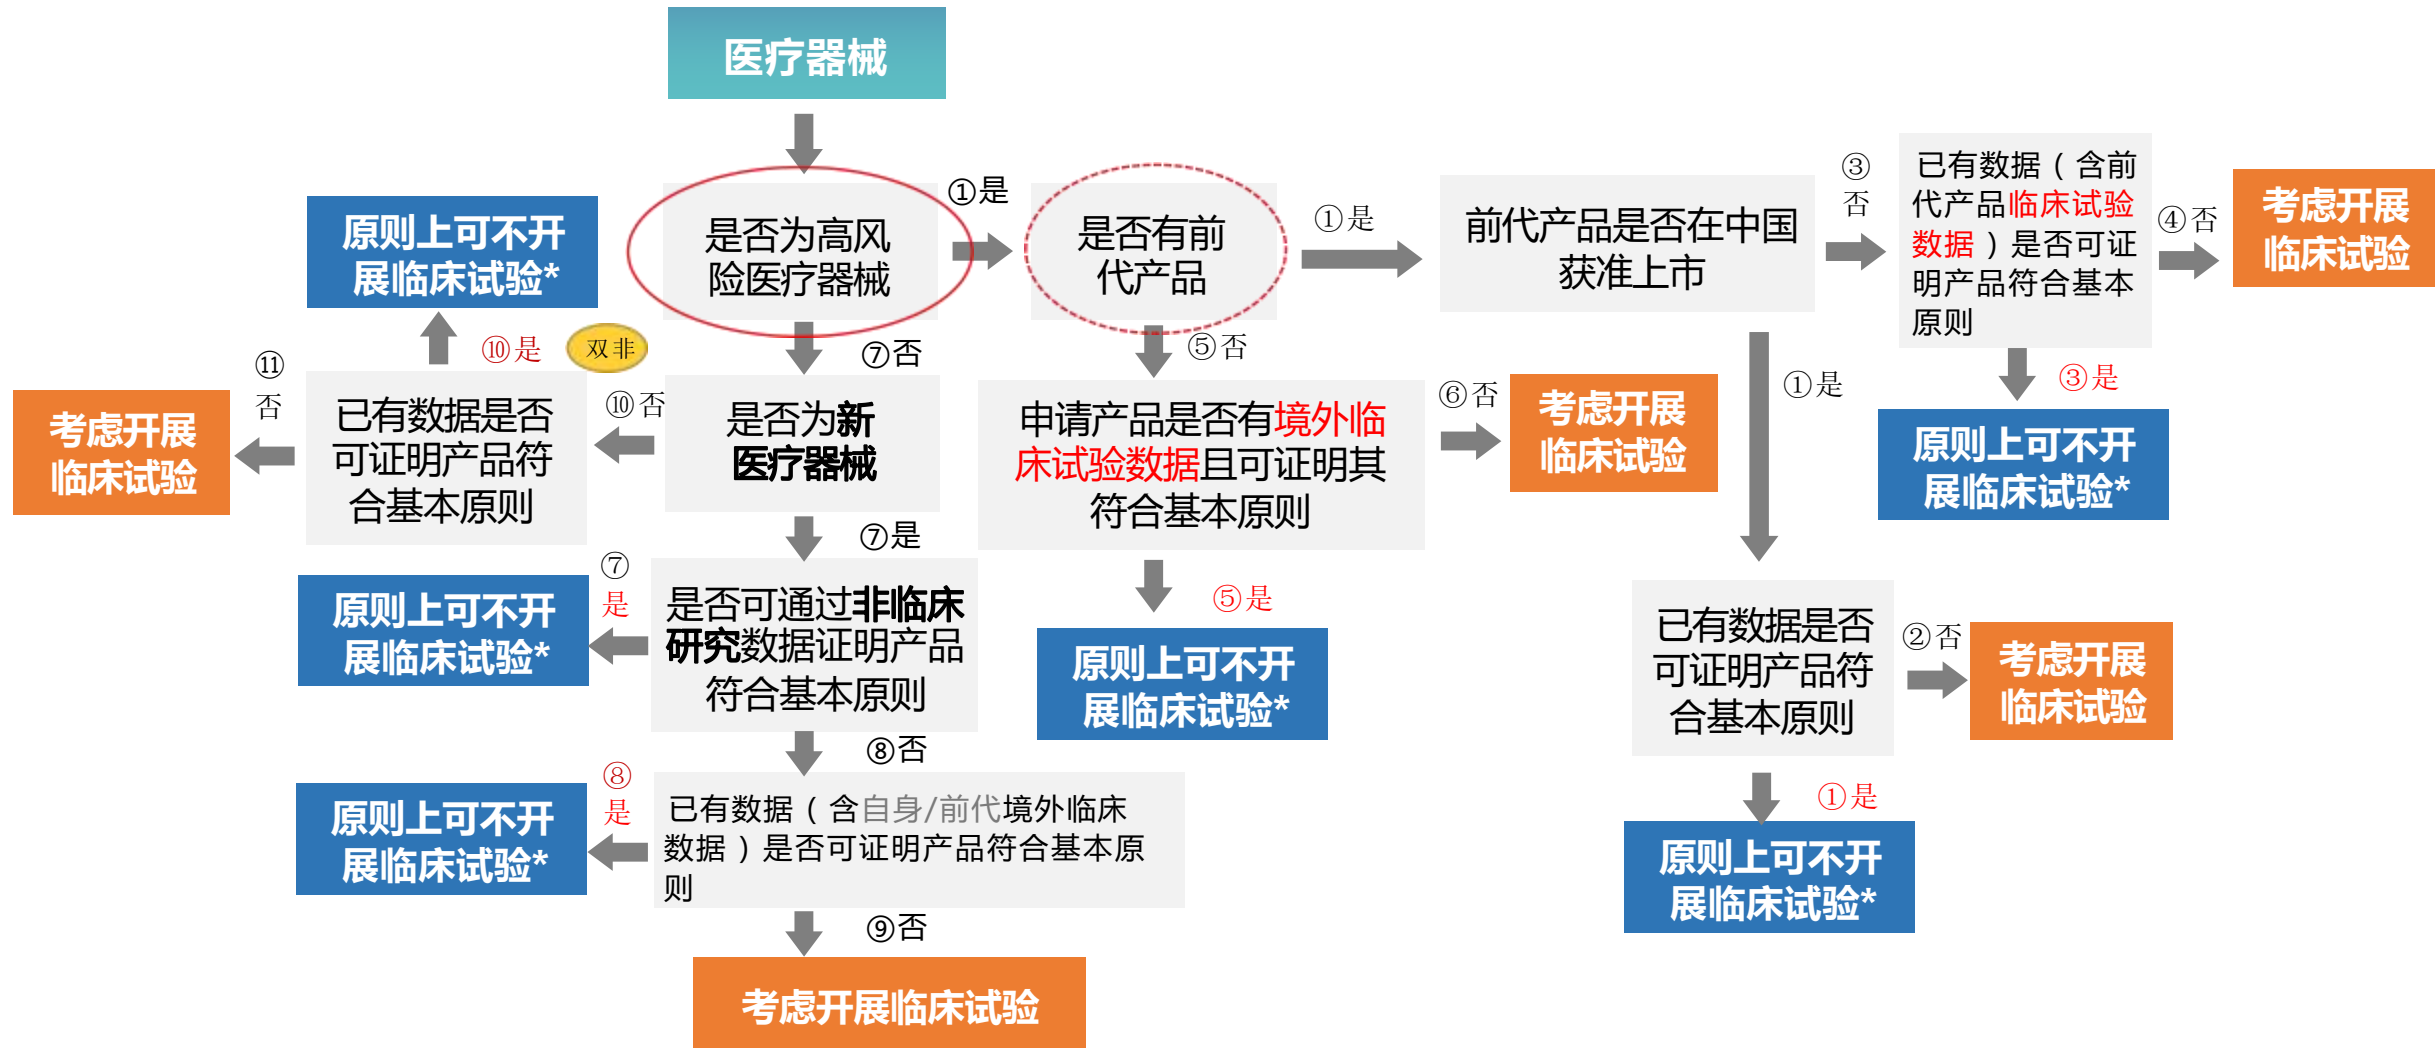 医疗器械
是否为高风
险医疗器械
①是
是否有前
代产品
①是
前代产品是否在中国
获准上市
③
否
已有数据（含前
代产品临床试验
数据）是否可证
明产品符合基本
原则
④否
考虑开展
临床试验
③是
原则上可不开
展临床试验*
①是
已有数据是否
可证明产品符
合基本原则
②否
考虑开展
临床试验
①是
原则上可不开
展临床试验*
⑤否
申请产品是否有境外临
床试验数据且可证明其
符合基本原则
⑥否
考虑开展
临床试验
⑤是
原则上可不开
展临床试验*
⑦否
是否为新
医疗器械
⑩否
双非
已有数据是否
可证明产品符
合基本原则
⑩是
原则上可不开
展临床试验*
⑪
否
考虑开展
临床试验
⑦是
是否可通过非临床
研究数据证明产品
符合基本原则
⑦
是
原则上可不开
展临床试验*
⑧否
已有数据（含自身/前代境外临床
数据）是否可证明产品符合基本原
则
⑧
是
原则上可不开
展临床试验*
⑨否
考虑开展临床试验